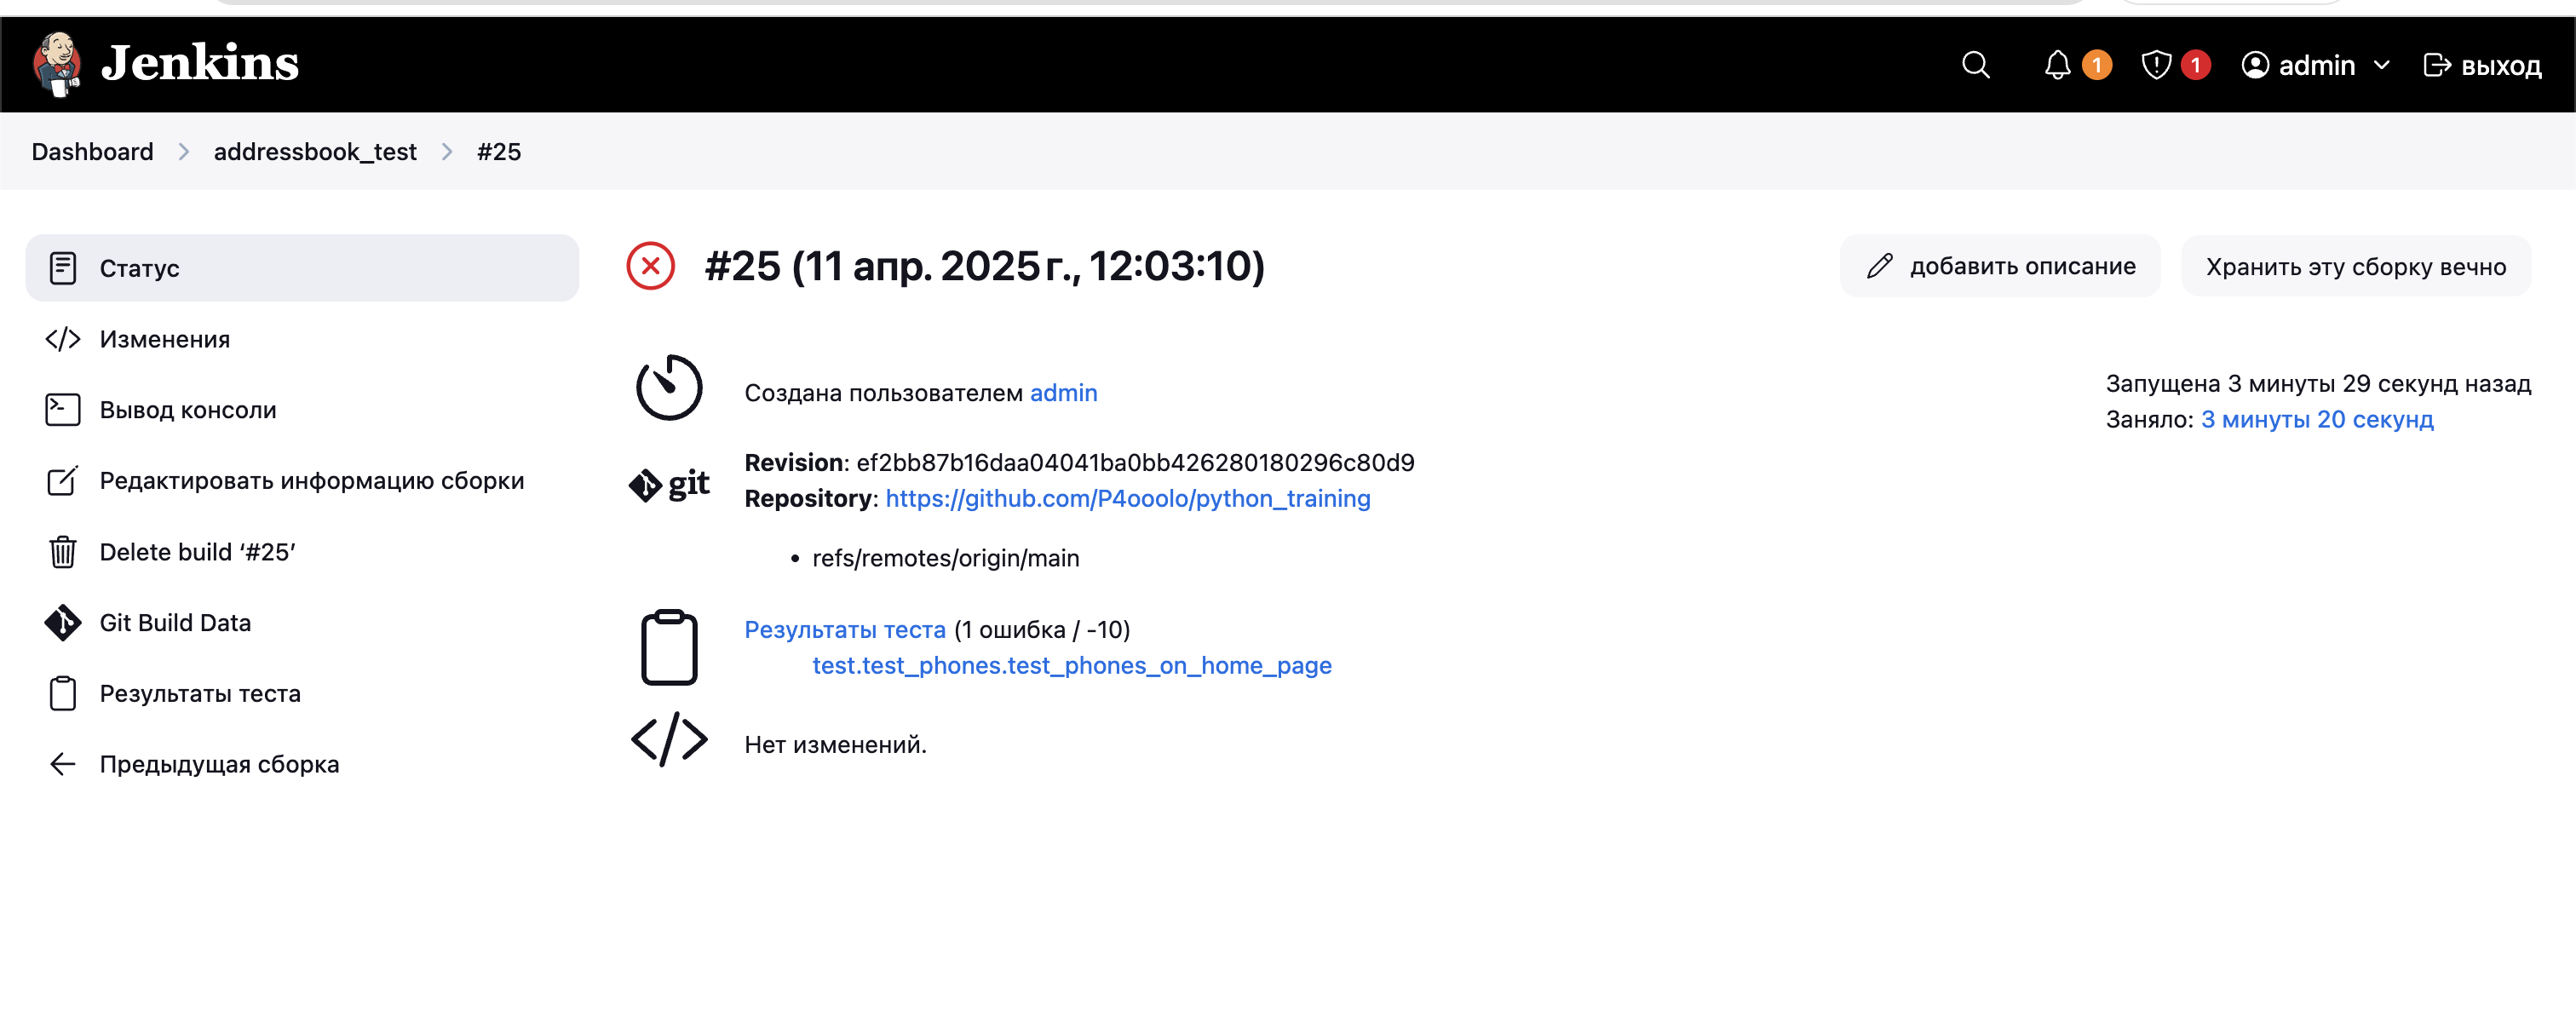 Jenkins
1
1
admin
выход
Dashboard
addressbook_test
#25
Статус
Изменения
Вывод консоли
Редактировать информацию сборки
Delete build ‘#25’
Git Build Data
Результаты теста
Предыдущая сборка
#25 (11 апр. 2025 г., 12:03:10)
добавить описание
Хранить эту сборку вечно
Создана пользователем admin
Запущена 3 минуты 29 секунд назад
Заняло: 3 минуты 20 секунд
git
Revision: ef2bb87b16daa04041ba0bb426280180296c80d9
Repository: https://github.com/P4ooolo/python_training
• refs/remotes/origin/main
Результаты теста (1 ошибка / -10)
test.test_phones.test_phones_on_home_page
Нет изменений.